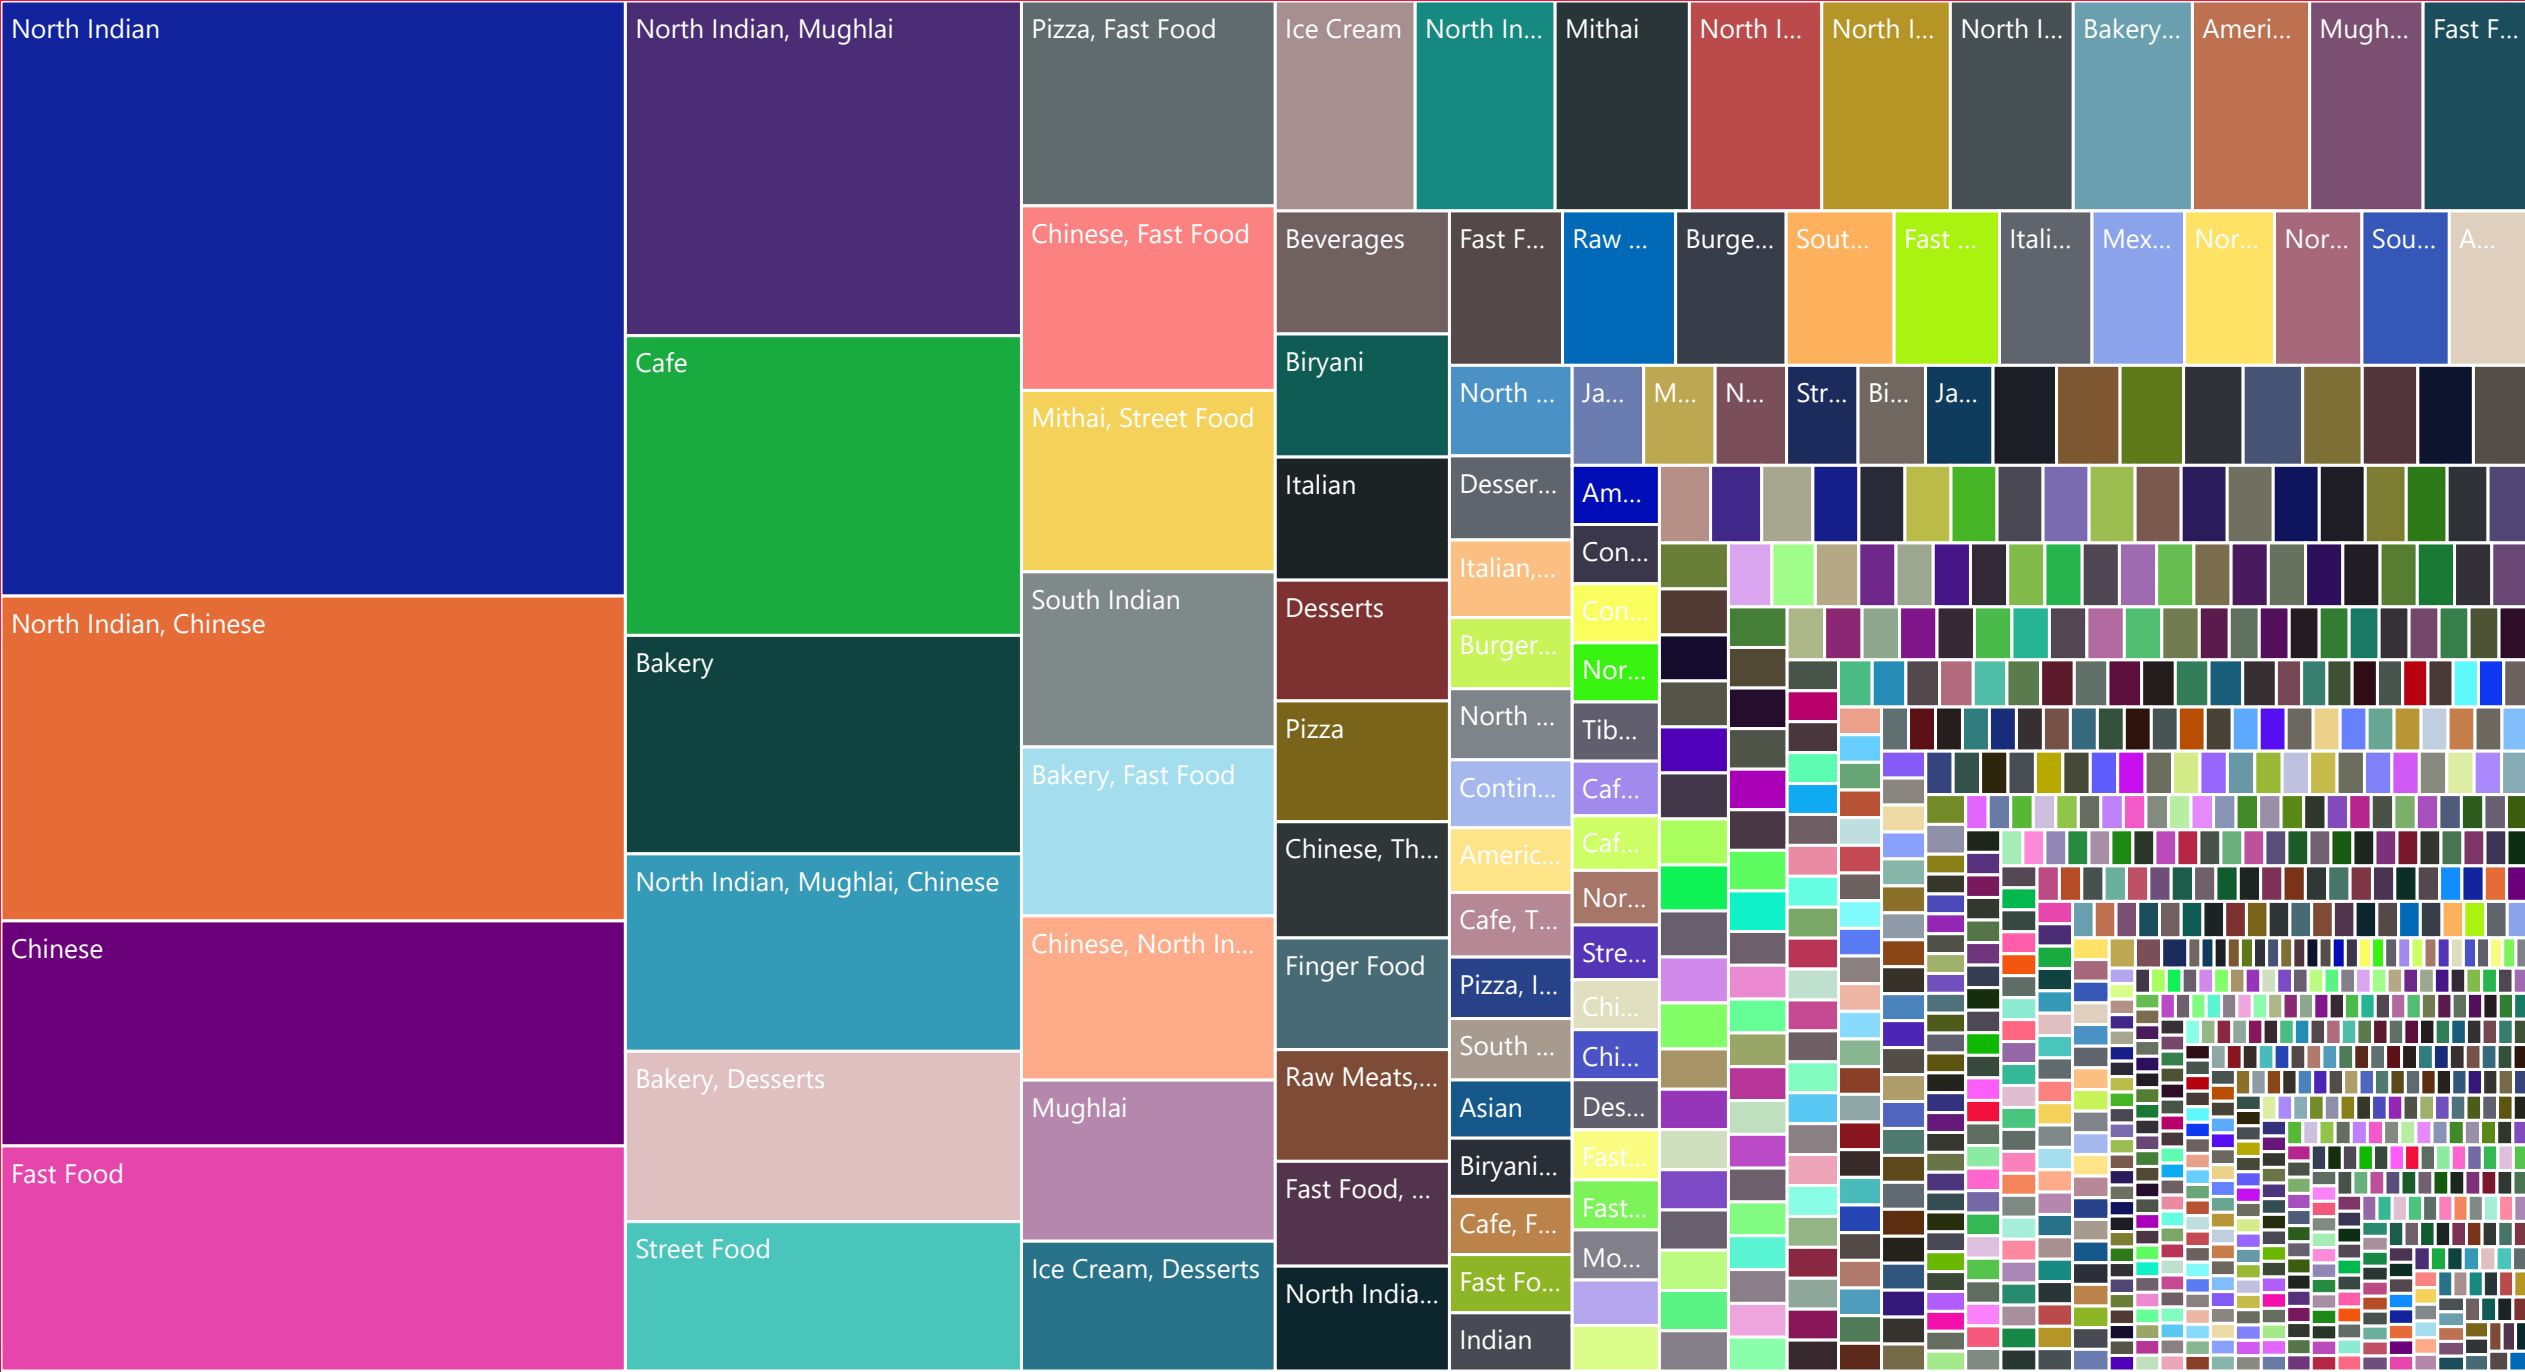 North Indian
North Indian, Chinese
Chinese
Fast Food
North Indian, Mughlai
Cafe
Bakery
North Indian, Mughlai, Chinese
Bakery, Desserts
Street Food
Pizza, Fast Food
Chinese, Fast Food
Mithai, Street Food
South Indian
Bakery, Fast Food
Chinese, North In...
Mughlai
Ice Cream, Desserts
Ice Cream
North In...
Mithai
North I...
North I...
North I...
Bakery...
Ameri...
Mugh...
Fast F...
Beverages
Biryani
Italian
Desserts
Pizza
Chinese, Th...
Finger Food
Raw Meats,...
Fast Food, ...
North India...
Fast F...
Raw ...
Burge...
Sout...
Fast ...
Itali...
Mex...
Nor...
Nor...
Sou...
A...
North ...
Desser...
Italian,...
Burger...
North ...
Contin...
Americ...
Cafe, T...
Pizza, I...
South ...
Asian
Biryani...
Cafe, F...
Fast Fo...
Indian
Ja...
M...
N...
Str...
Bi...
Ja...
Am...
Con...
Con...
Nor...
Tib...
Caf...
Caf...
Nor...
Stre...
Chi...
Chi...
Des...
Fast...
Fast...
Mo...